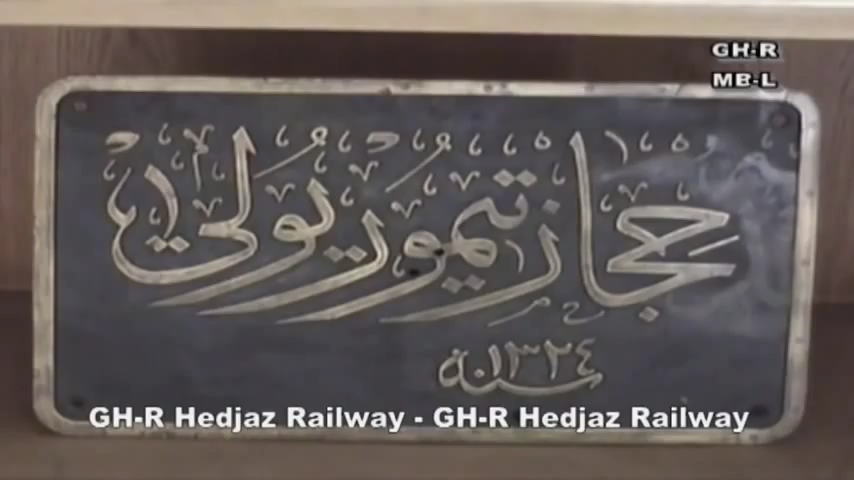 GH-R
MB-L
حجاز تيمور يولى
سنه ١٣٢٤
GH-R Hedjaz Railway - GH-R Hedjaz Railway